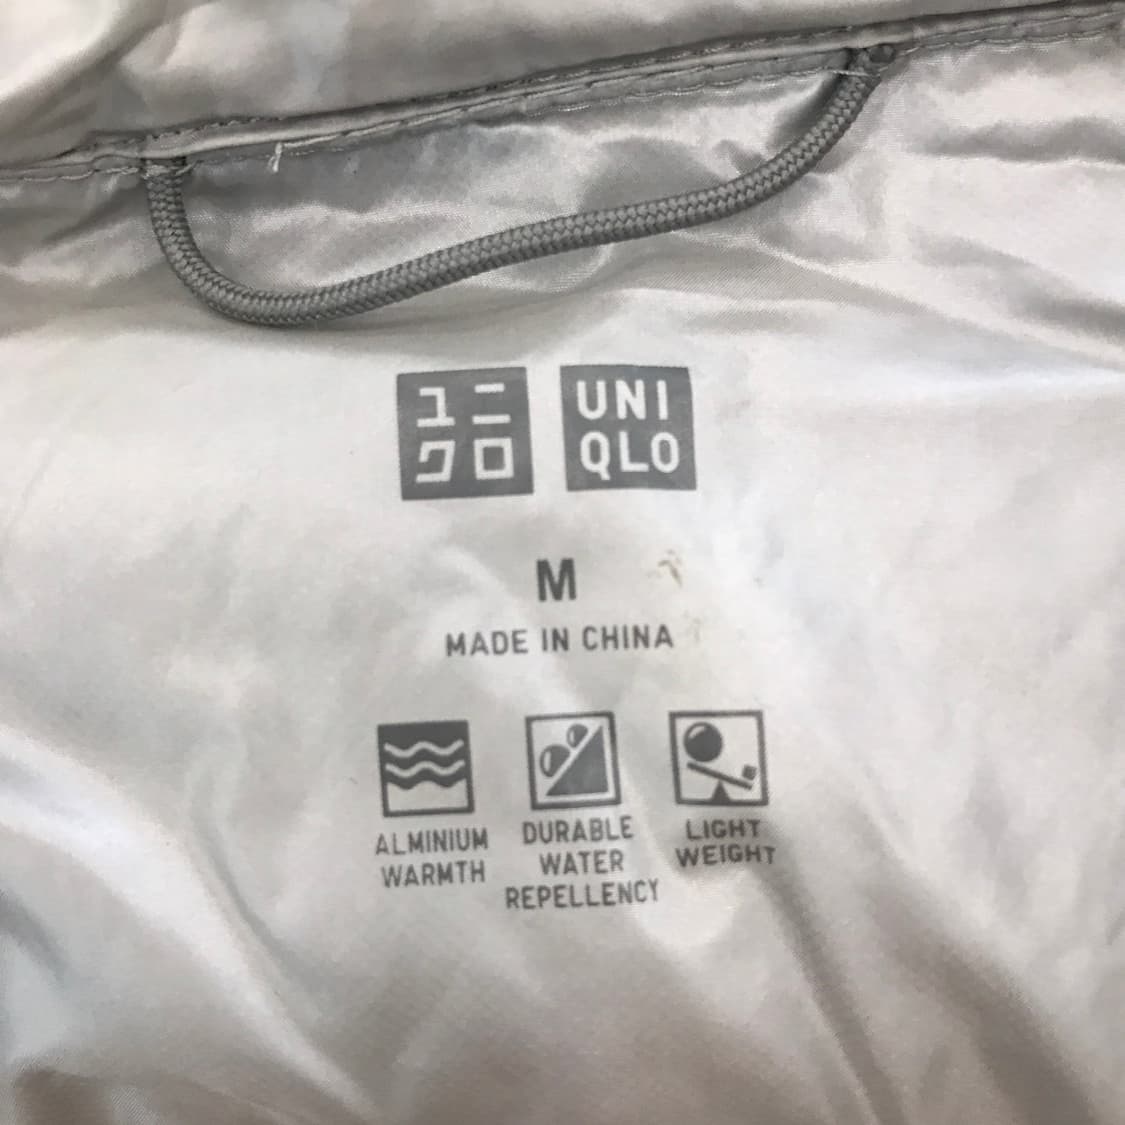 ユニ
クロ
UNI
QLO
M
MADE IN CHINA
ALMINIUM
WARMTH
DURABLE
WATER
REPELLENCY
LIGHT
WEIGHT